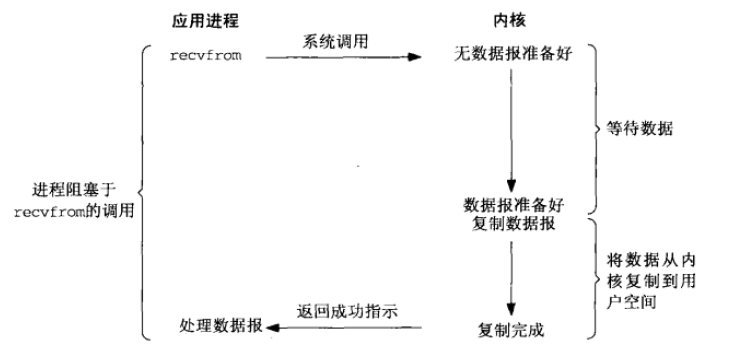 应用进程
内核
recvfrom
系统调用
无数据报准备好
等待数据
进程阻塞于
recvfrom的调用
数据报准备好
复制数据报
将数据从内
核复制到用
户空间
处理数据报
返回成功指示
复制完成